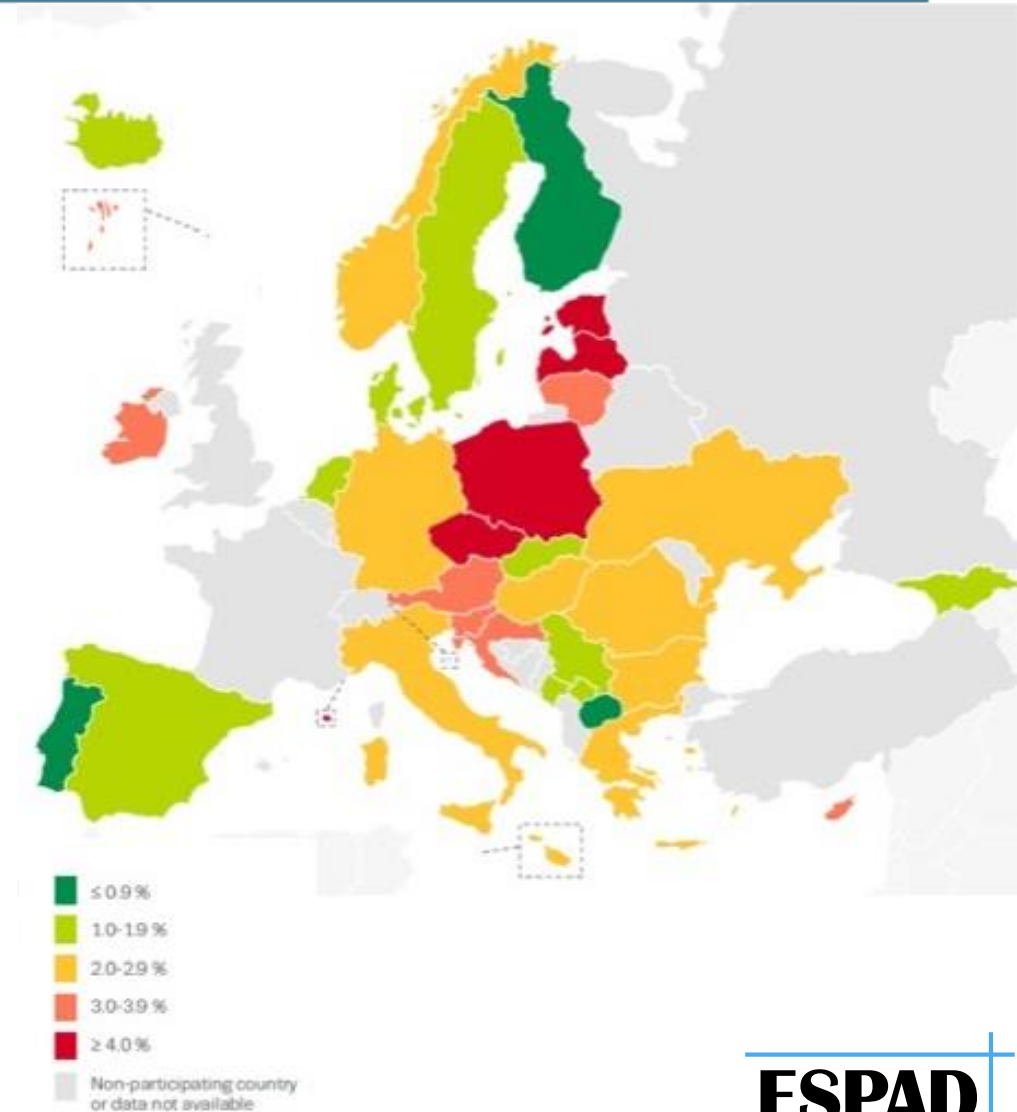 ≤ 0.9 %
1.0-1.9 %
2.0-2.9 %
3.0-3.9 %
≥ 4.0 %
Non-participating country
or data not available
ESPAD